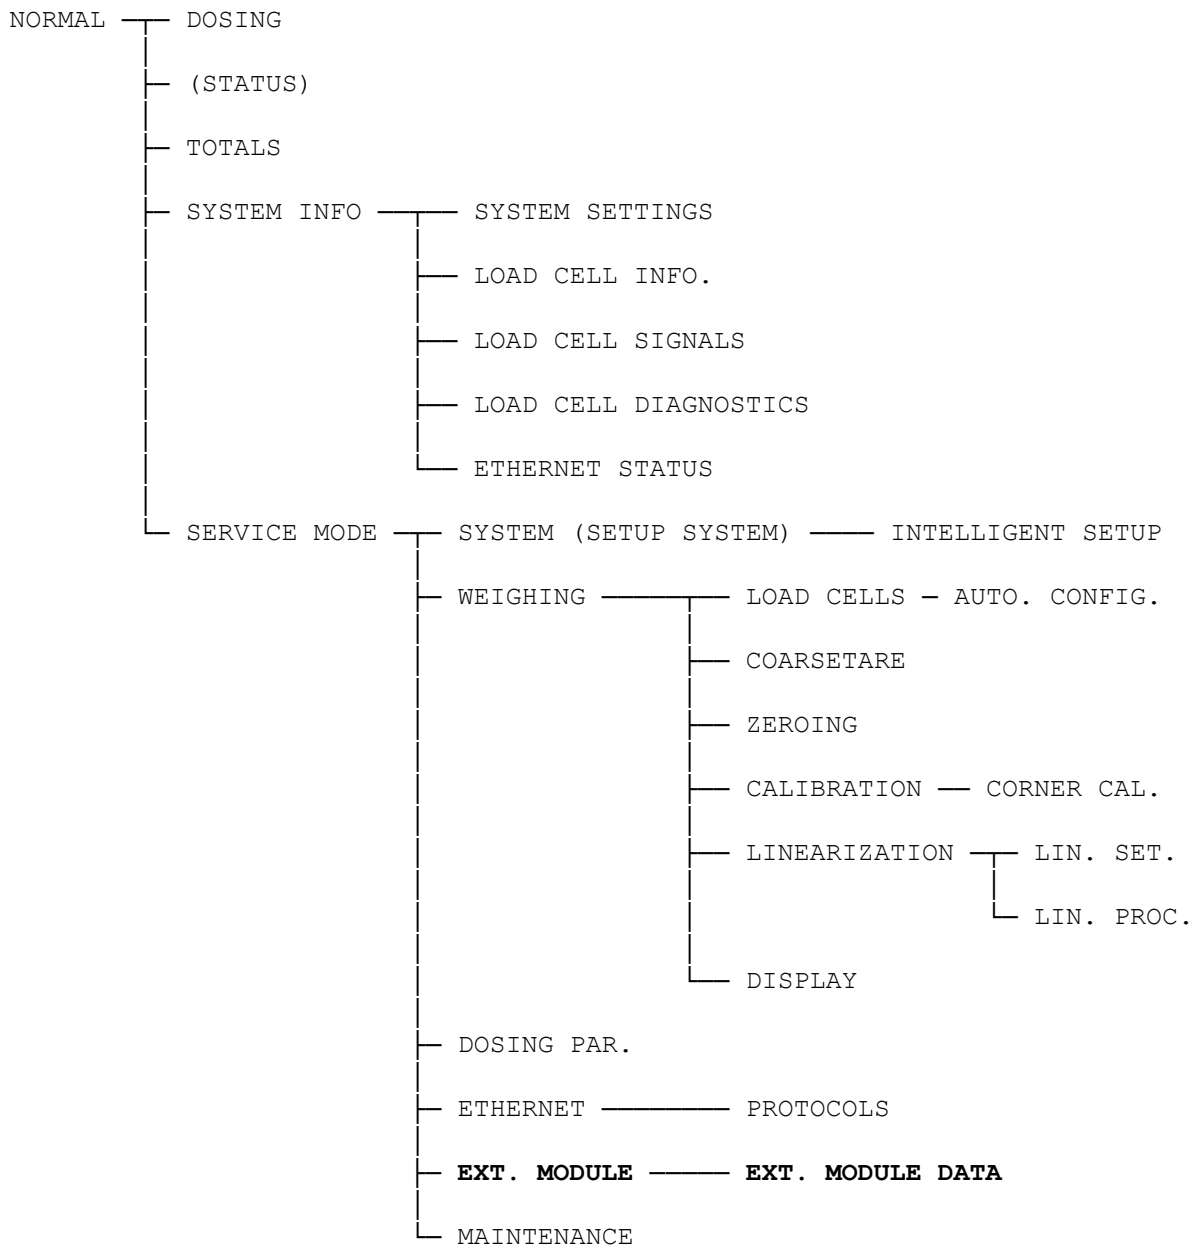 NORMAL DOSING
(STATUS)
TOTALS
SYSTEM INFO SYSTEM SETTINGS
LOAD CELL INFO.
LOAD CELL SIGNALS
LOAD CELL DIAGNOSTICS
ETHERNET STATUS
SERVICE MODE SYSTEM (SETUP SYSTEM) INTELLIGENT SETUP
WEIGHING LOAD CELLS AUTO. CONFIG.
COARSETARE
ZEROING
CALIBRATION CORNER CAL.
LINEARIZATION LIN. SET.
LIN. PROC.
DISPLAY
DOSING PAR.
ETHERNET PROTOCOLS
EXT. MODULE EXT. MODULE DATA
MAINTENANCE